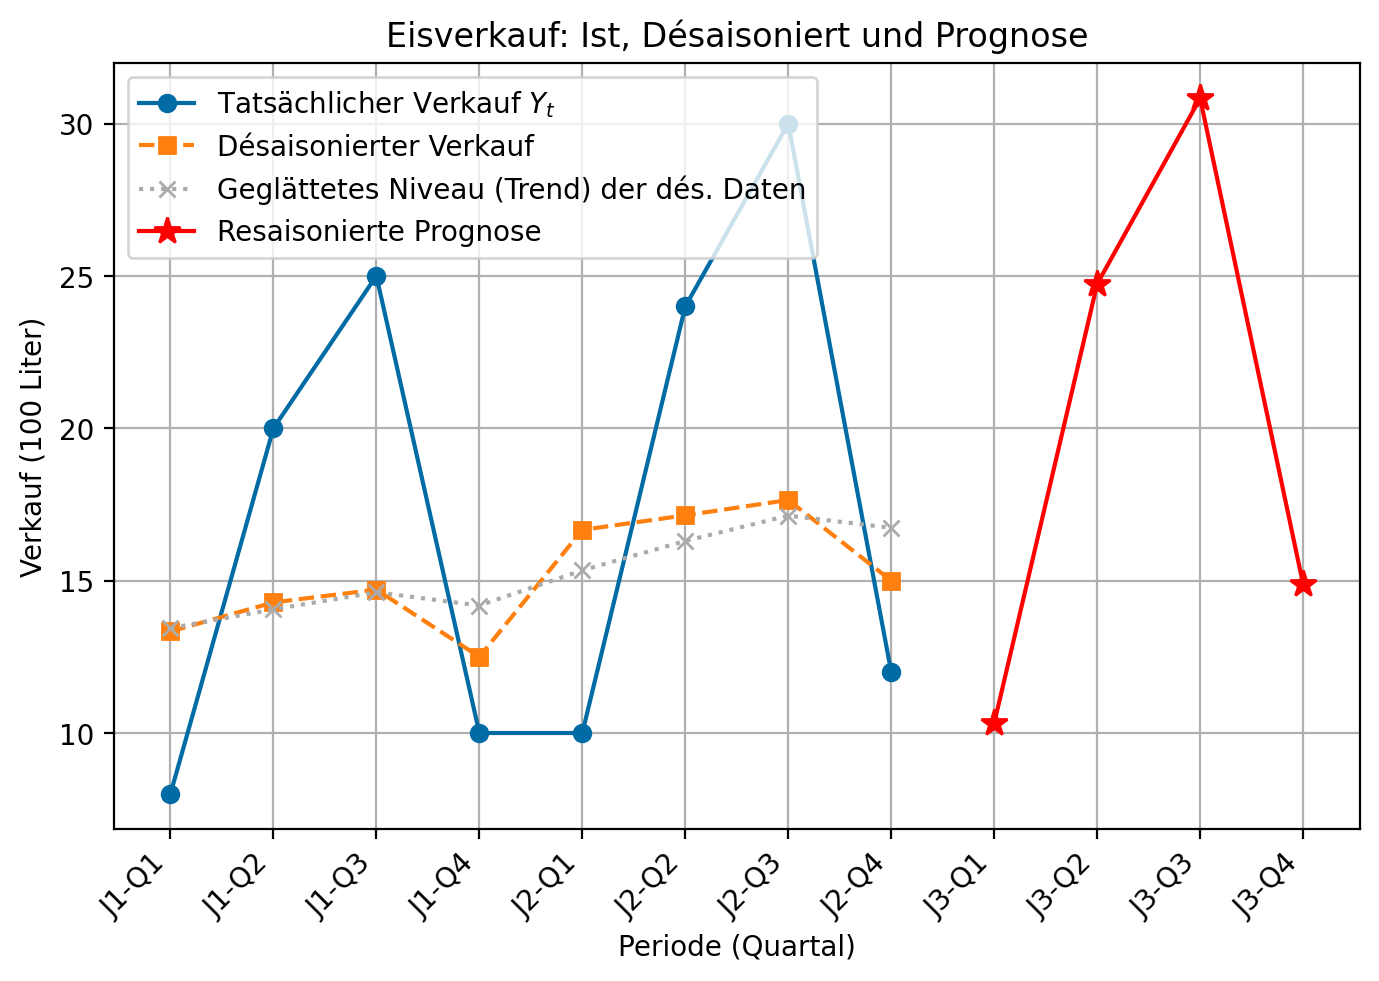 Eisverkauf: Ist, Désaisoniert und Prognose
Tatsächlicher Verkauf Yt
Désaisonierter Verkauf
Geglättetes Niveau (Trend) der dés. Daten
Resaisonierte Prognose
Verkauf (100 Liter)
30
25
20
15
10
J1-Q1
J1-Q2
J1-Q3
J1-Q4
J2-Q1
J2-Q2
J2-Q3
J2-Q4
J3-Q1
J3-Q2
J3-Q3
J3-Q4
Periode (Quartal)